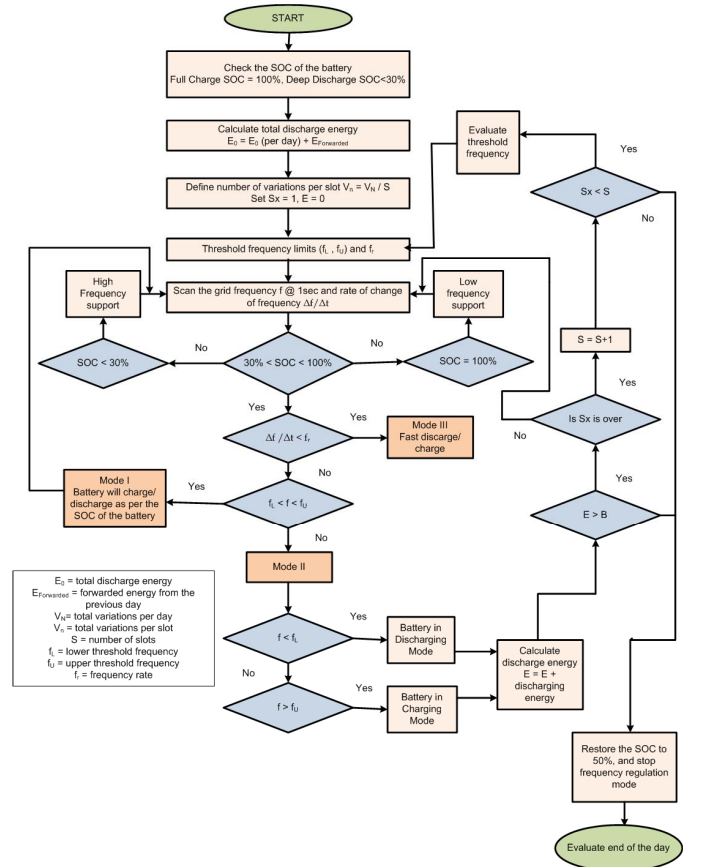 START
Check the SOC of the battery
Full Charge SOC = 100%, Deep Discharge SOC<30%
Calculate total discharge energy
E₀ = E₀ (per day) + E_Forwarded
Evaluate
threshold
frequency
Yes
Define number of variations per slot Vₙ = V_N / S
Set Sx = 1, E = 0
Sx < S
No
Threshold frequency limits (f_L , f_U) and fᵣ
High
Frequency
support
Scan the grid frequency f @ 1sec and rate of change
of frequency Δf/Δt
Low
frequency
support
S = S+1
No
No
SOC < 30%
30% < SOC < 100%
SOC = 100%
Yes
Yes
Yes
Δf /Δt < fᵣ
Mode III
Fast discarge/
charge
Is Sx is over
No
No
Mode I
Battery will charge/
discharge as per the
SOC of the battery
Yes
f_L < f < f_U
Yes
E > B
No
Mode II
E₀ = total discharge energy
E_Forwarded = forwarded energy from the
previous day
V_N= total variations per day
Vₙ = total variations per slot
S = number of slots
f_L = lower threshold frequency
f_U = upper threshold frequency
fᵣ = frequency rate
Yes
f < f_L
Battery in
Discharging
Mode
Calculate
discharge energy
E = E +
discharging
energy
No
Yes
f > f_U
Battery in
Charging
Mode
Restore the SOC to
50%, and stop
frequency regulation
mode
Evaluate end of the day